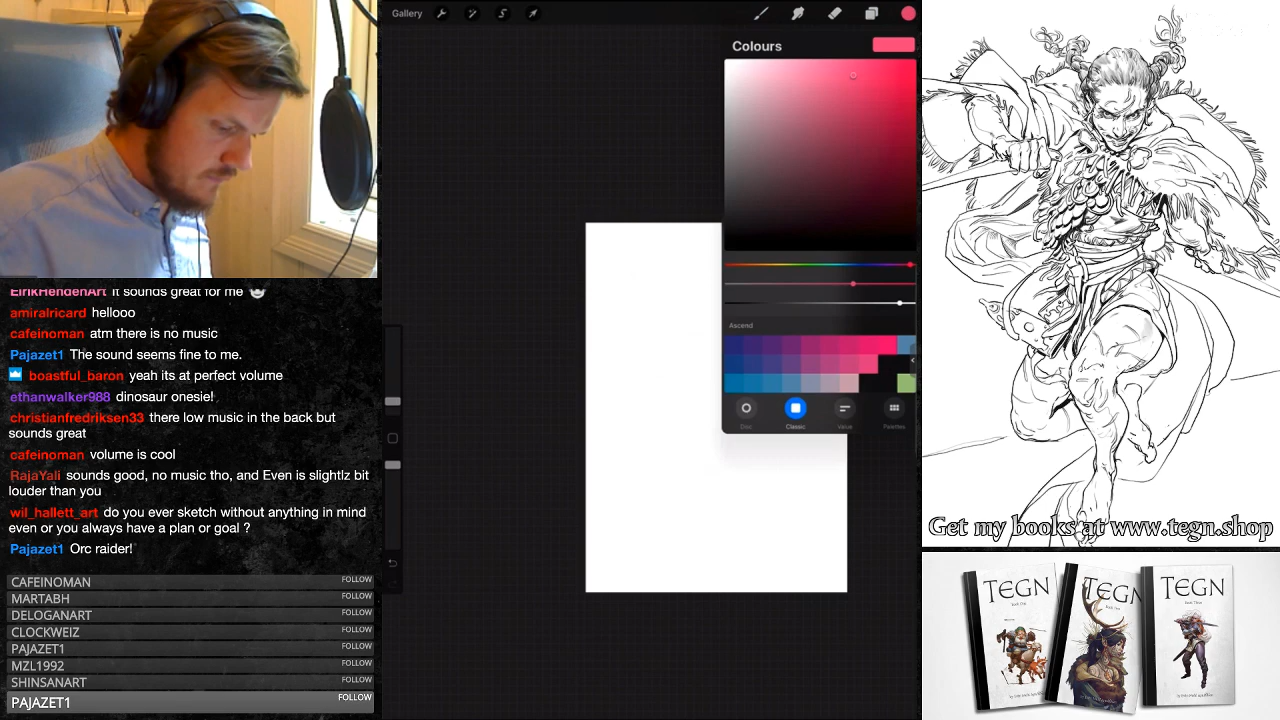 Gallery
Colours
Ascend
Disc
Classic
Value
Palettes
EirikHendenArt it sounds great for me
amiralricard hellooo
cafeinoman atm there is no music
Pajazet1 The sound seems fine to me.
boastful_baron yeah its at perfect volume
ethanwalker988 dinosaur onesie!
christianfredriksen33 there low music in the back but
sounds great
cafeinoman volume is cool
RajaYali sounds good, no music tho, and Even is slightlz bit
louder than you
wil_hallett_art do you ever sketch without anything in mind
even or you always have a plan or goal ?
Pajazet1 Orc raider!
CAFEINOMAN FOLLOW
MARTABH FOLLOW
DELOGANART FOLLOW
CLOCKWEIZ FOLLOW
PAJAZET1 FOLLOW
MZL1992 FOLLOW
SHINSANART FOLLOW
PAJAZET1 FOLLOW
Get my books at www.tegn.shop
TEGN
TEGN
TEGN